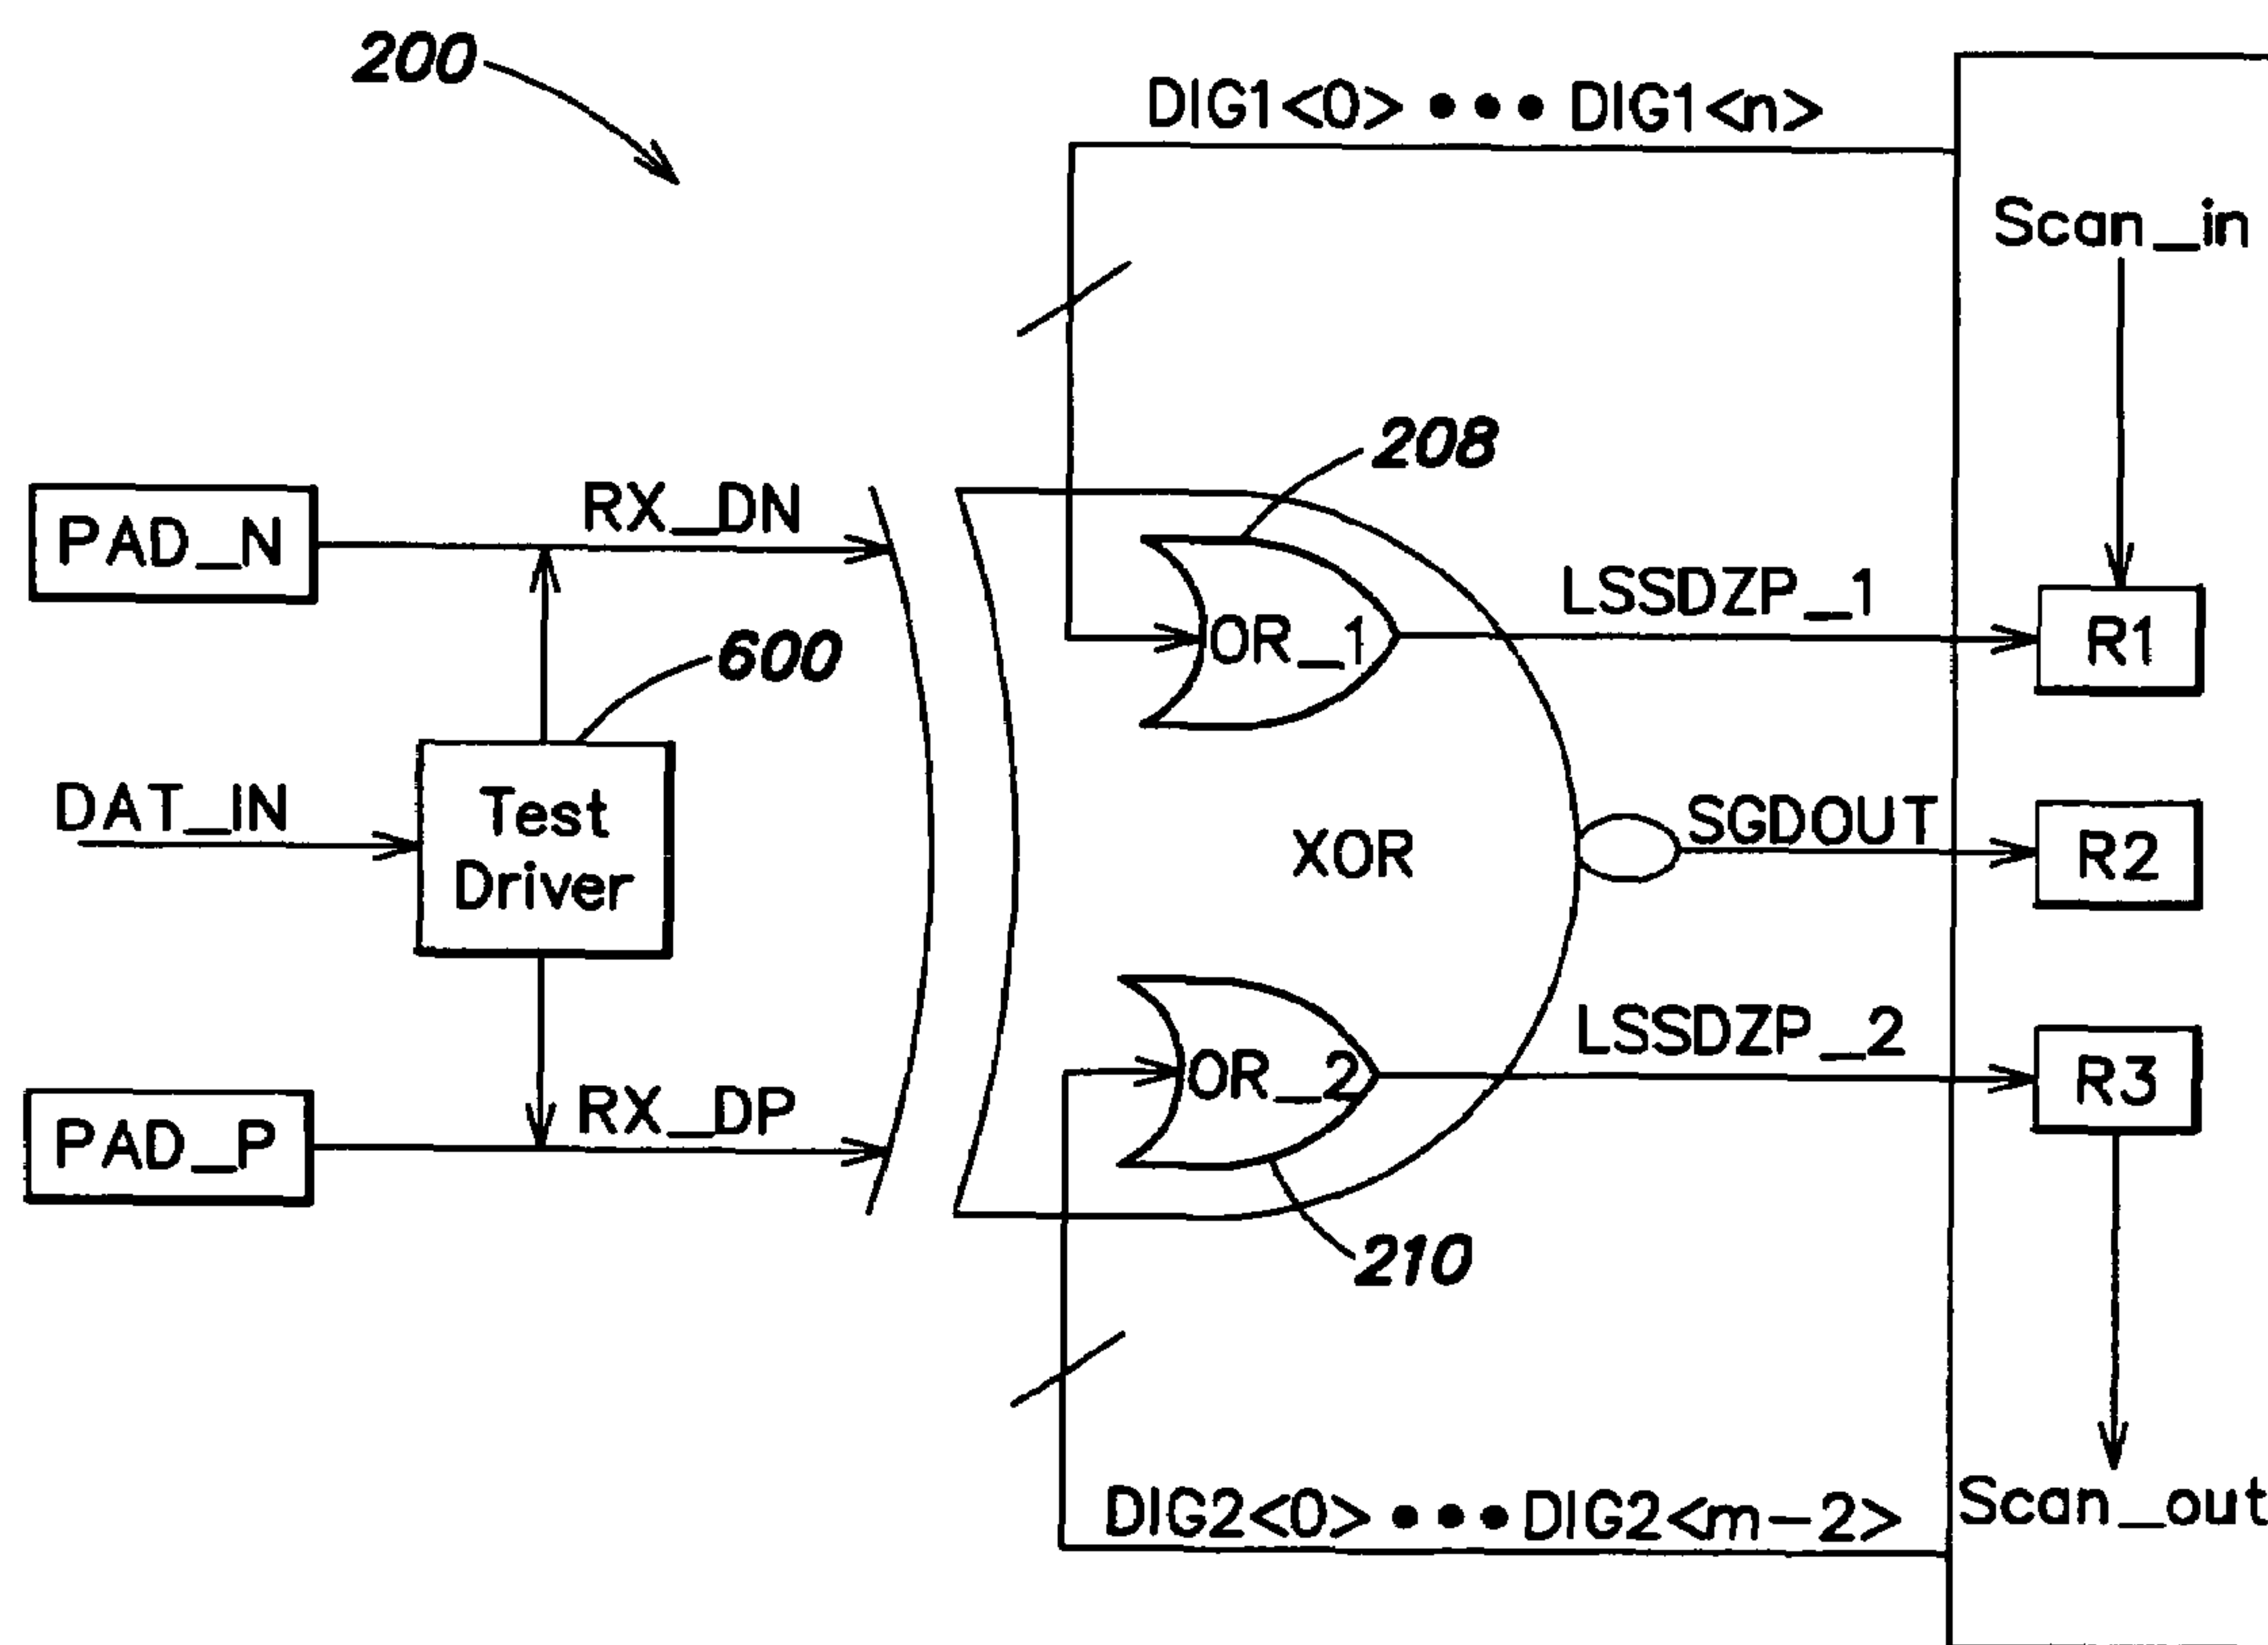 200
DIG1<0> ••• DIG1<n>
Scan_in
208
PAD_N
RX_DN
OR_1
LSSDZP_1
R1
600
DAT_IN
Test
Driver
XOR
SGDOUT
R2
PAD_P
RX_DP
OR_2
LSSDZP_2
R3
210
DIG2<0> ••• DIG2<m-2>
Scan_out